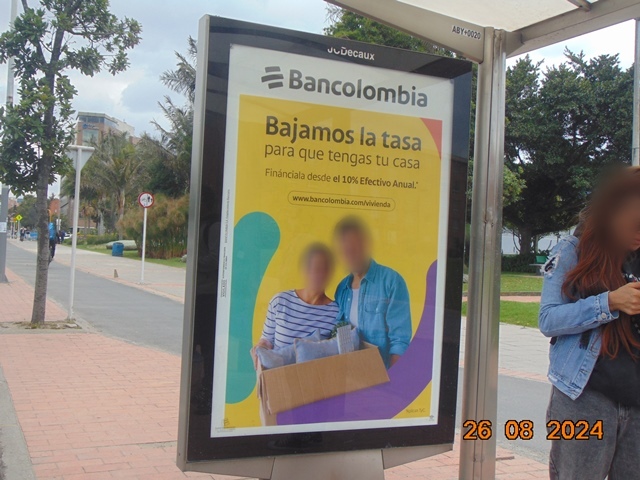 ABY+0020
JCDecaux
Bancolombia
Bajamos la tasa
para que tengas tu casa
Fináncialа desde el 10% Efectivo Anual.*
www.bancolombia.com/vivienda
26 08 2024